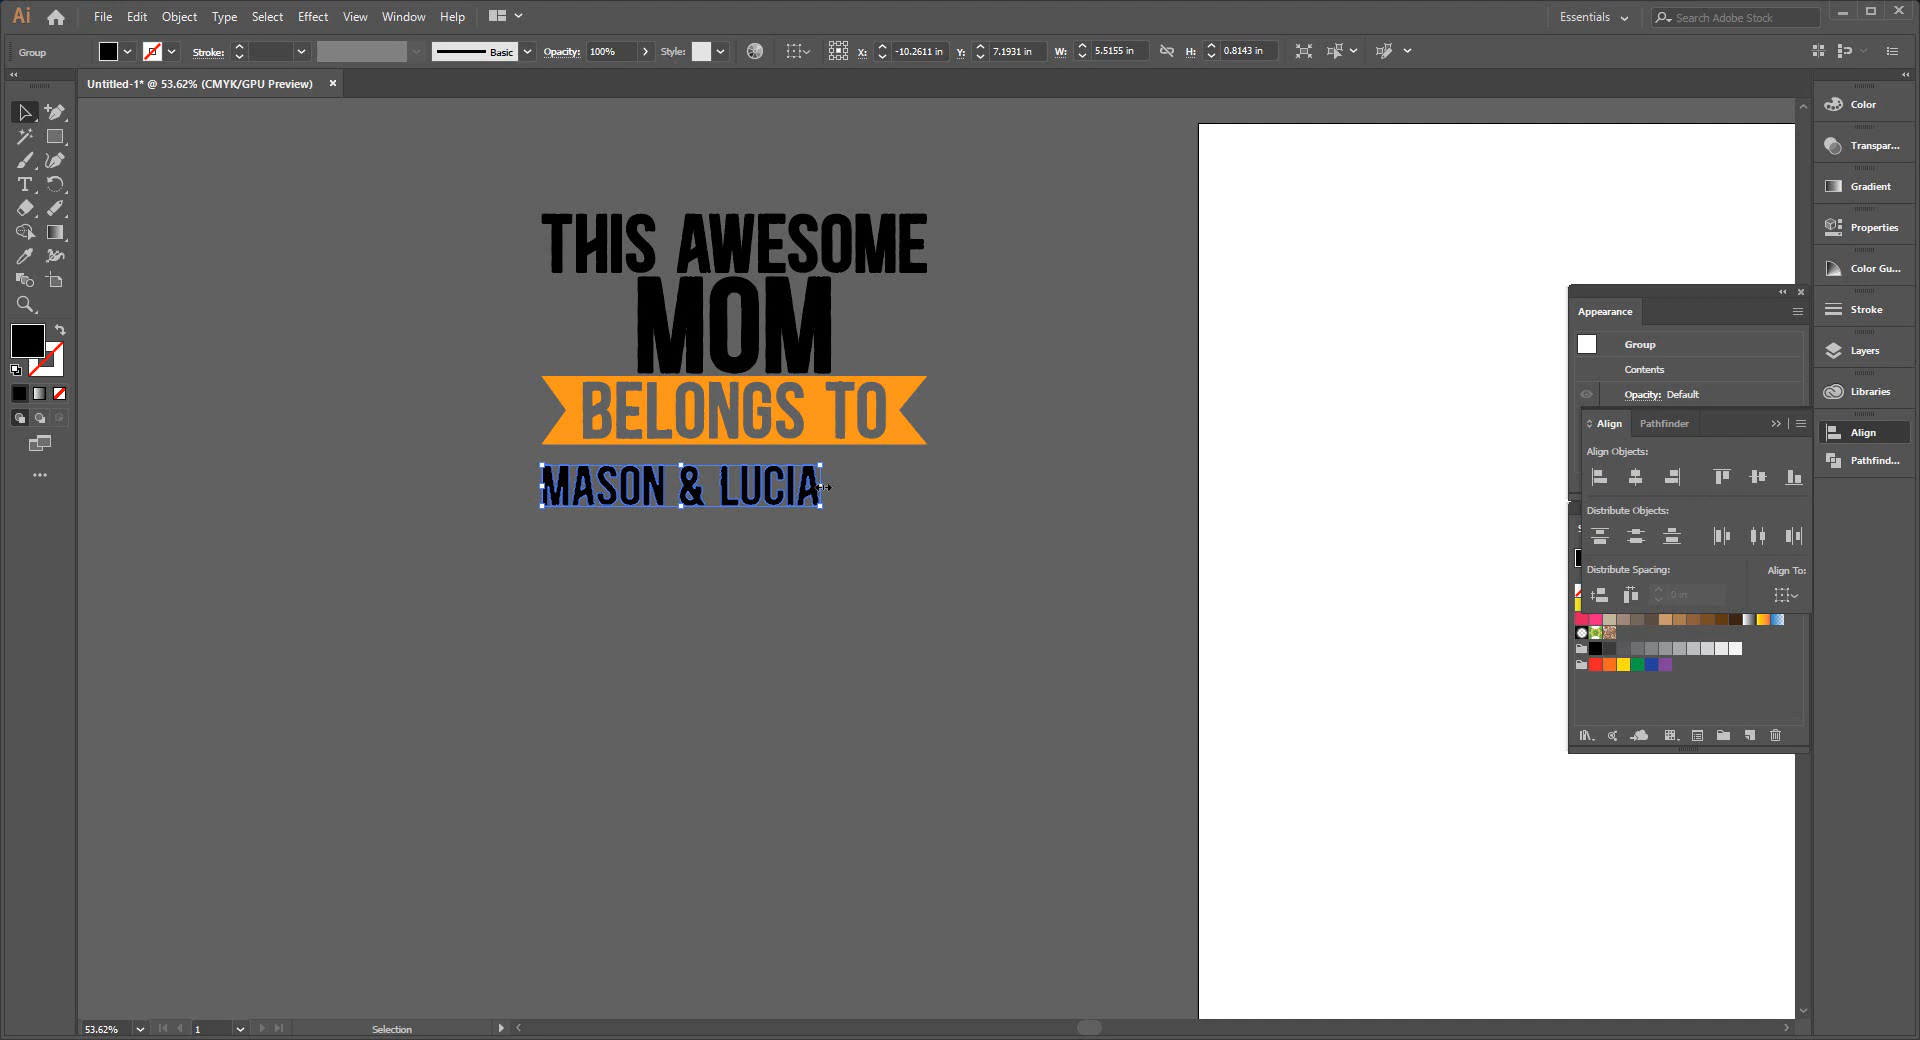 Ai File Edit Object Type Select Effect View Window Help Essentials Search Adobe Stock
Group Stroke: Basic Opacity: 100% Style: X: -10.2611 in Y: 7.1931 in W: 5.5155 in H: 0.8143 in
Untitled-1* @ 53.62% (CMYK/GPU Preview)
THIS AWESOME
MOM
BELONGS TO
MASON & LUCIA
Color
Transpar...
Gradient
Properties
Color Gu...
Stroke
Layers
Libraries
Align
Pathfind...
Appearance
Group
Contents
Opacity: Default
Align Pathfinder
Align Objects:
Distribute Objects:
Distribute Spacing: Align To:
0 in
53.62% 1 Selection